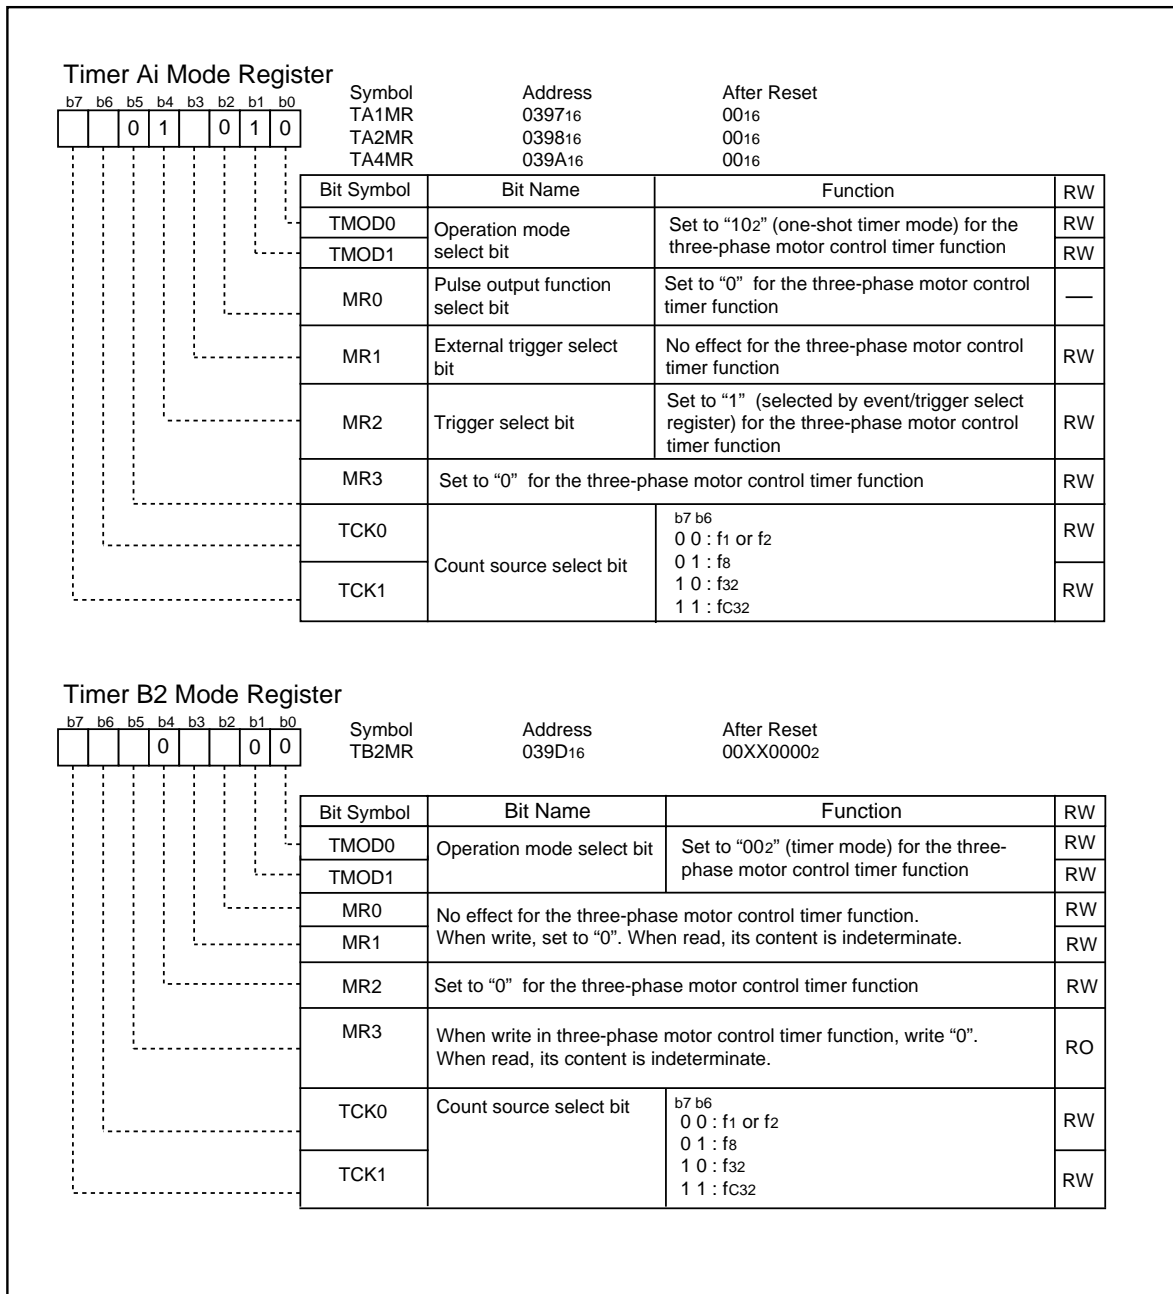 Timer Ai Mode Register
b7 b6 b5 b4 b3 b2 b1 b0
0 1 0 1 0
Symbol Address After Reset
TA1MR 039716 0016
TA2MR 039816 0016
TA4MR 039A16 0016
Bit Symbol Bit Name Function RW
TMOD0 Operation mode select bit Set to “102” (one-shot timer mode) for the three-phase motor control timer function RW
TMOD1 RW
MR0 Pulse output function select bit Set to “0” for the three-phase motor control timer function —
MR1 External trigger select bit No effect for the three-phase motor control timer function RW
MR2 Trigger select bit Set to “1” (selected by event/trigger select register) for the three-phase motor control timer function RW
MR3 Set to “0” for the three-phase motor control timer function RW
TCK0 Count source select bit b7 b6 RW
0 0 : f1 or f2
0 1 : f8
TCK1 1 0 : f32 RW
1 1 : fC32
Timer B2 Mode Register
b7 b6 b5 b4 b3 b2 b1 b0
0 0 0
Symbol Address After Reset
TB2MR 039D16 00XX00002
Bit Symbol Bit Name Function RW
TMOD0 Operation mode select bit Set to “002” (timer mode) for the three-phase motor control timer function RW
TMOD1 RW
MR0 No effect for the three-phase motor control timer function. RW
MR1 When write, set to “0”. When read, its content is indeterminate. RW
MR2 Set to “0” for the three-phase motor control timer function RW
MR3 When write in three-phase motor control timer function, write “0”. RO
When read, its content is indeterminate.
TCK0 Count source select bit b7 b6 RW
0 0 : f1 or f2
0 1 : f8
TCK1 1 0 : f32 RW
1 1 : fC32